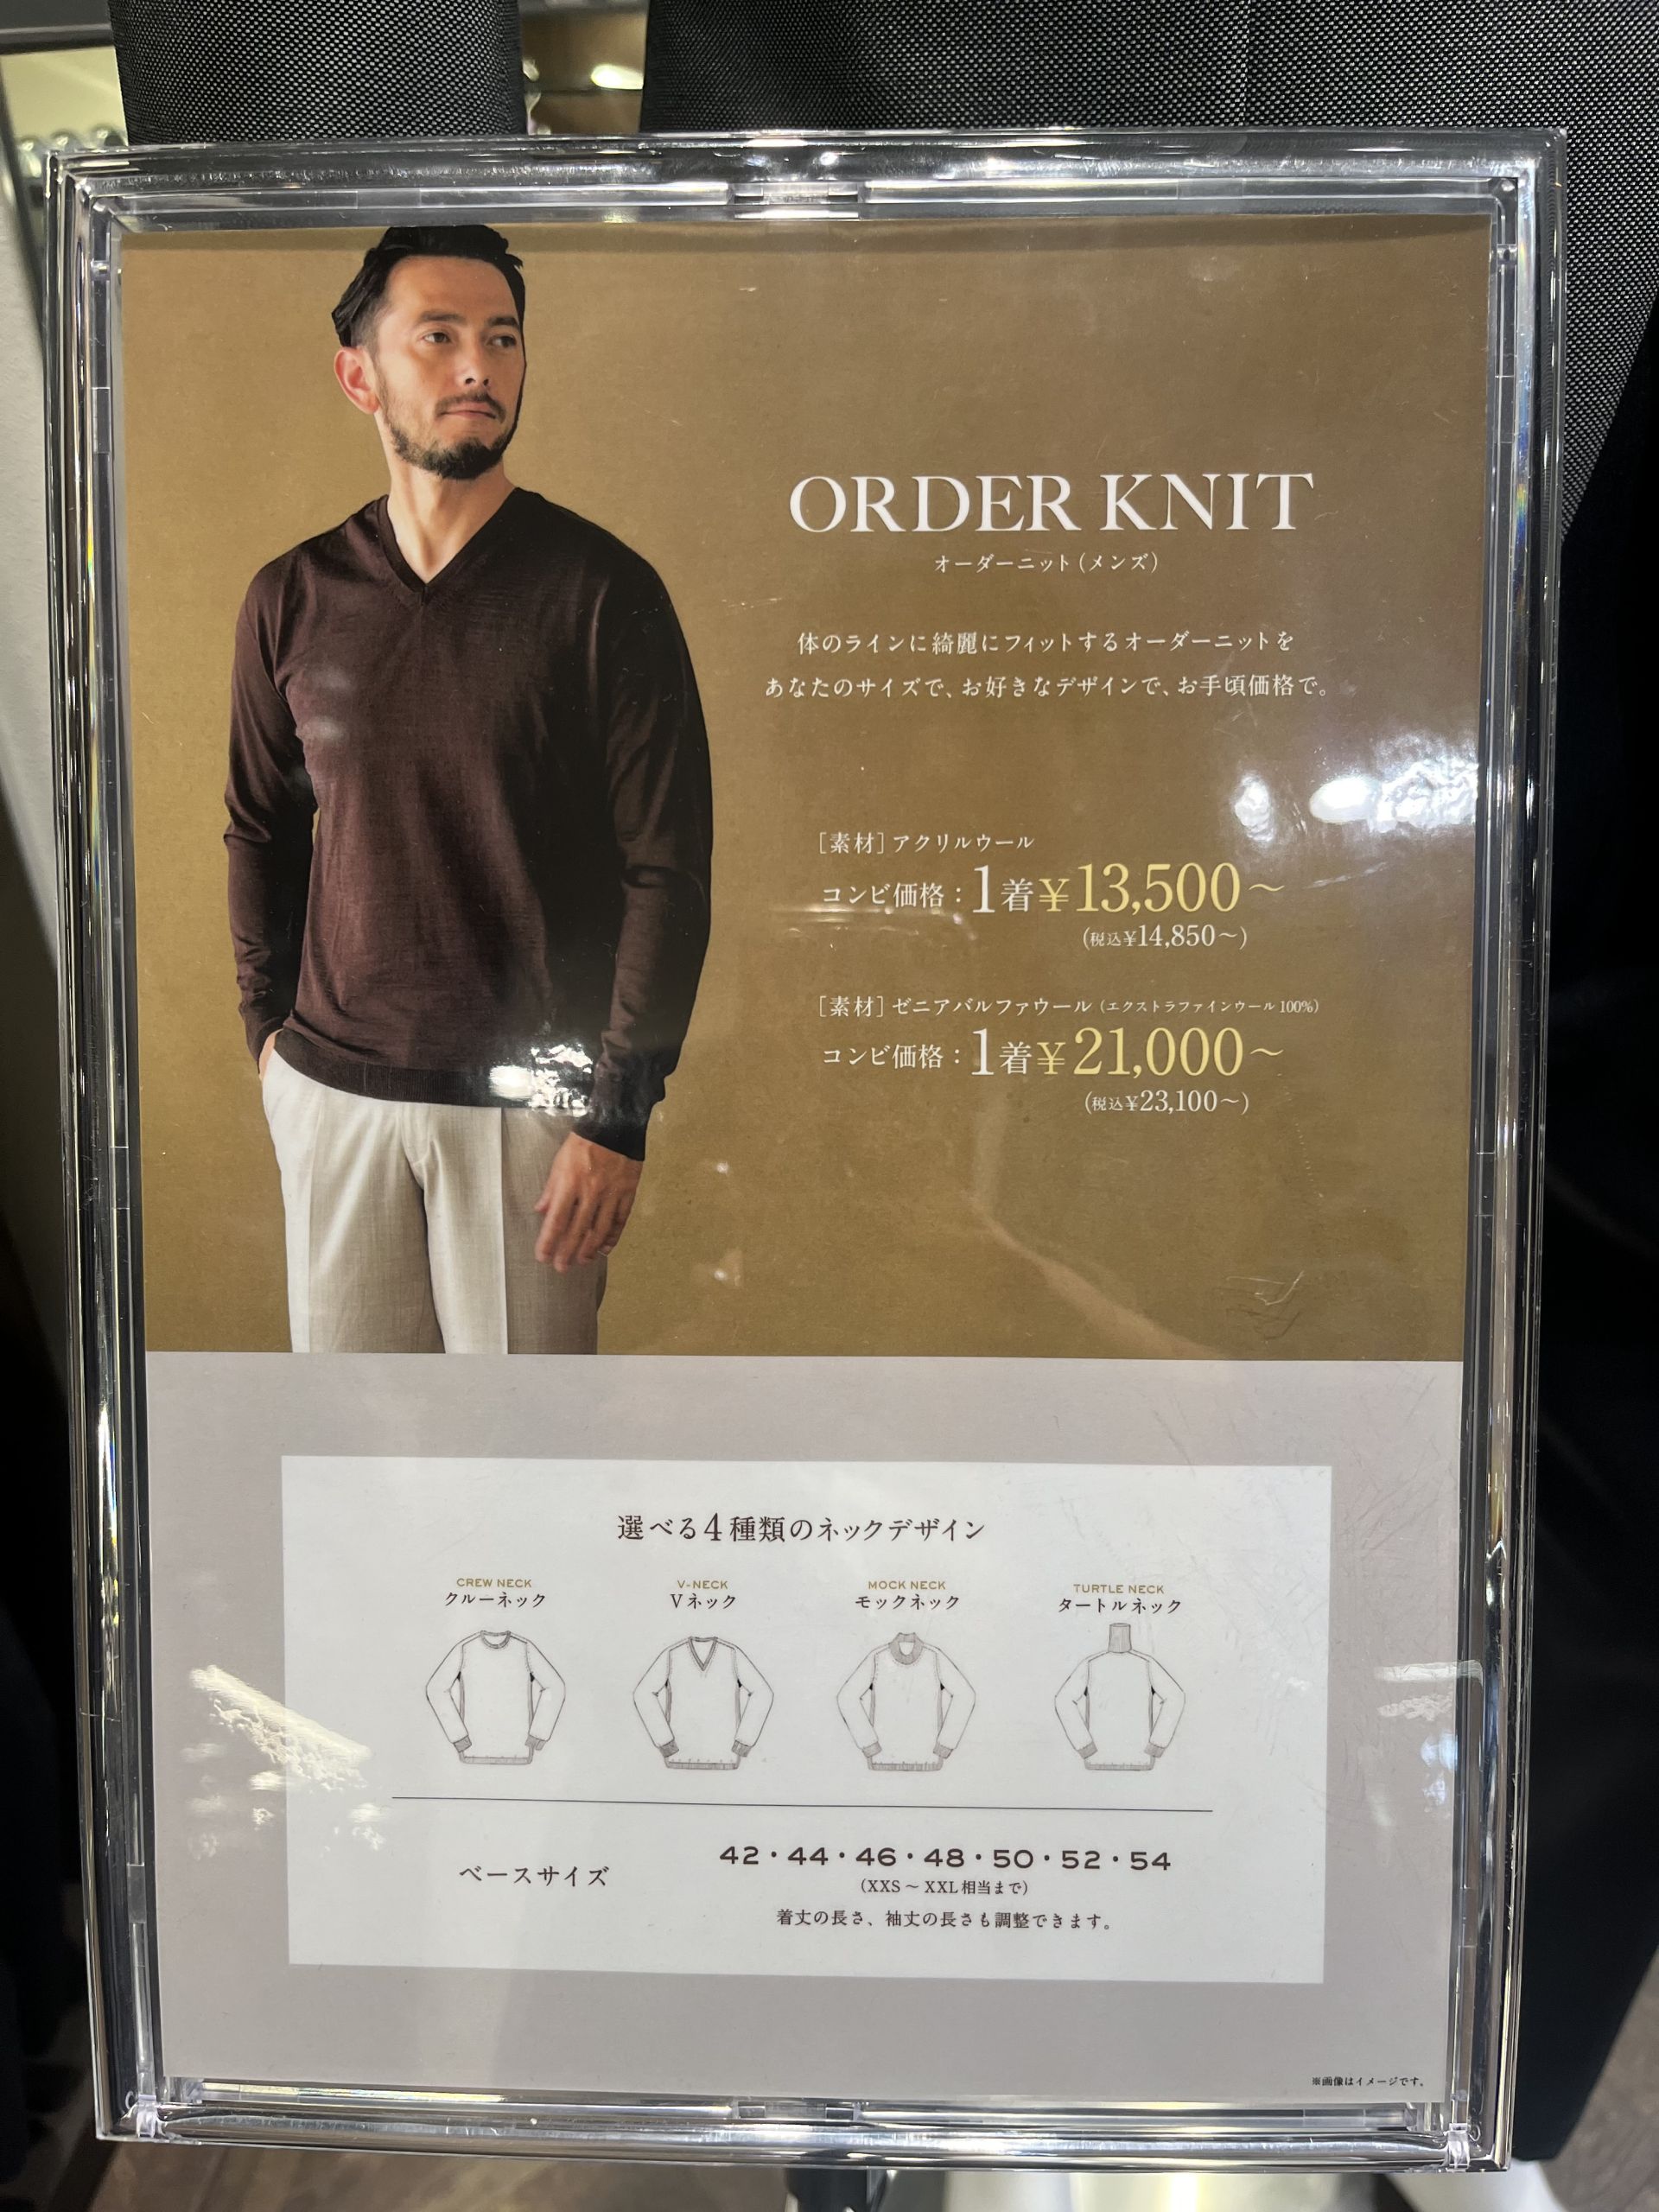 ORDER KNIT
オーダーニット（メンズ）
体のラインに綺麗にフィットするオーダーニットを
あなたのサイズで、お好きなデザインで、お手頃価格で。
［素材］アクリルウール
コンビ価格：1着¥13,500〜
(税込¥14,850〜)
［素材］ゼニアバルファウール（エクストラファインウール100%）
コンビ価格：1着¥21,000〜
(税込¥23,100〜)
選べる4種類のネックデザイン
CREW NECK
クルーネック
V-NECK
Vネック
MOCK NECK
モックネック
TURTLE NECK
タートルネック
ベースサイズ
42・44・46・48・50・52・54
（XXS〜XXL相当まで）
着丈の長さ、袖丈の長さも調整できます。
※画像はイメージです。